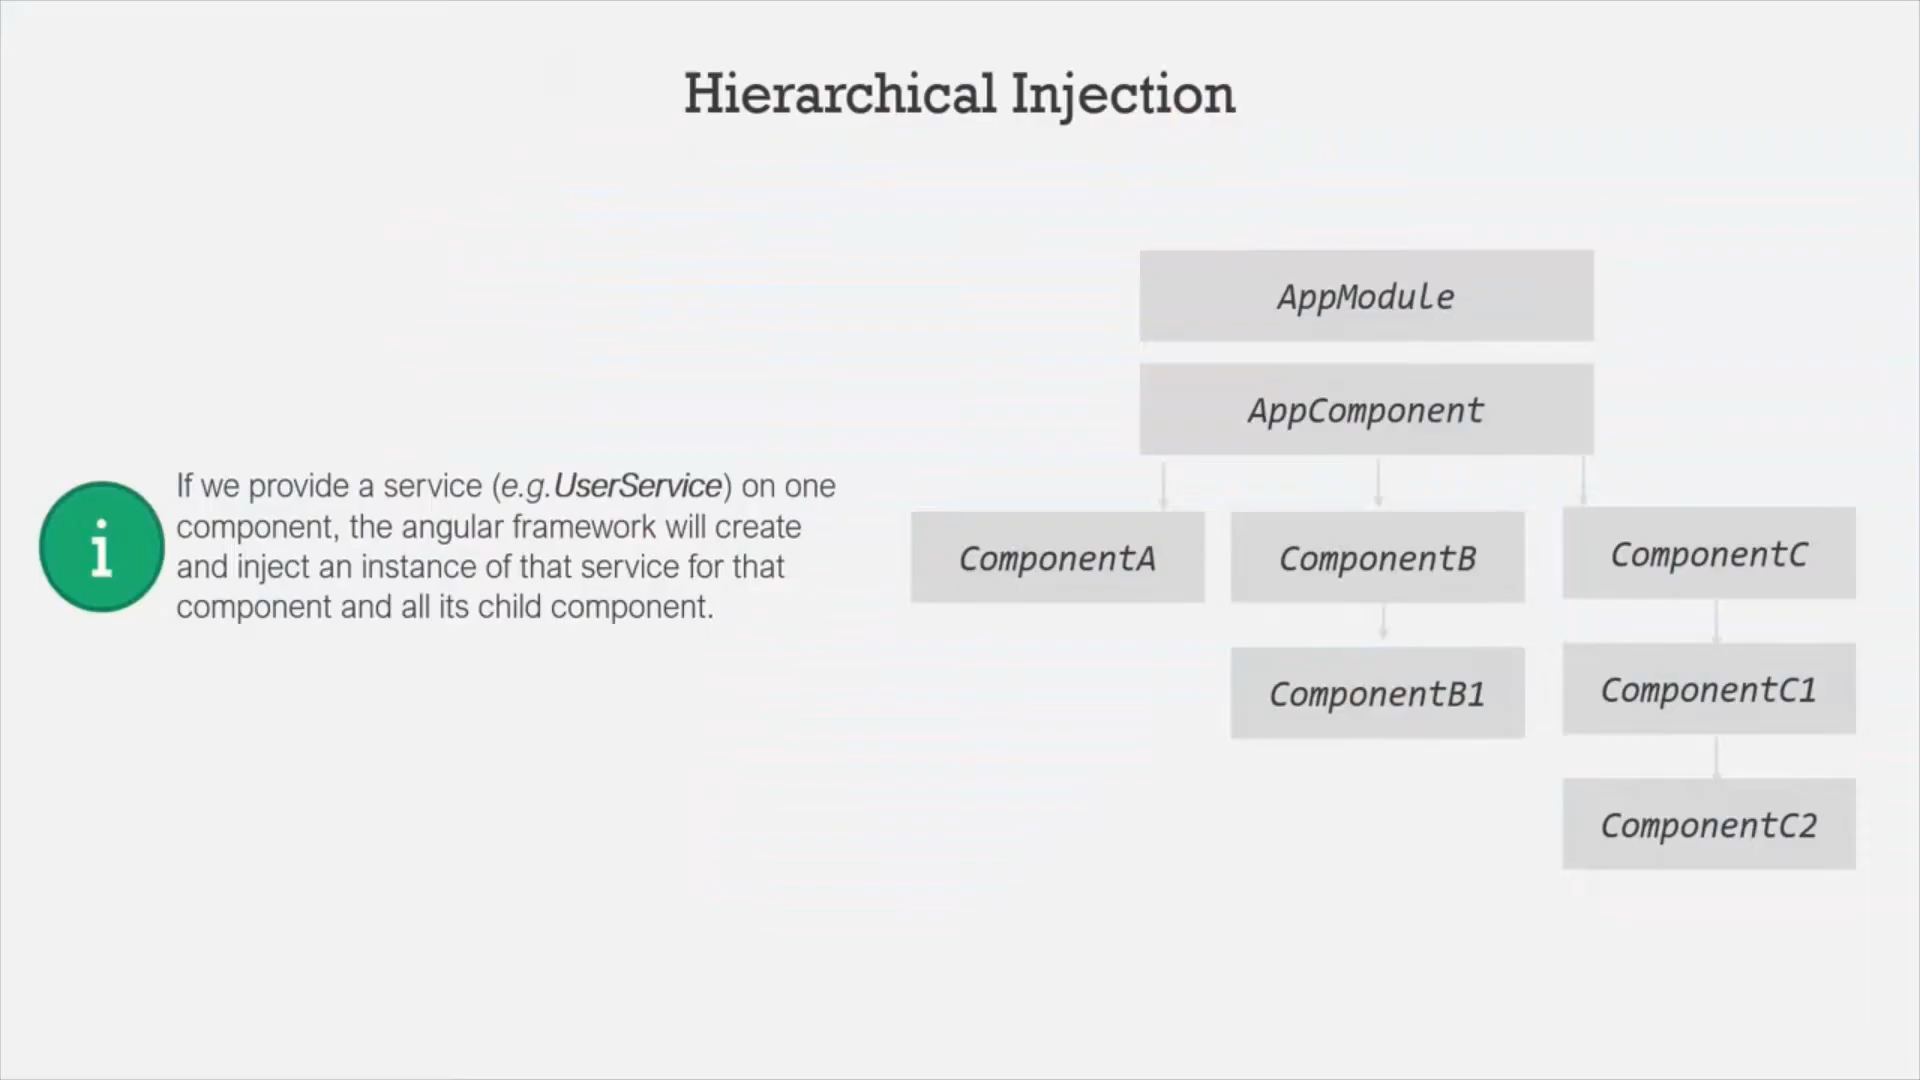 Hierarchical Injection
If we provide a service (e.g. UserService) on one
component, the angular framework will create
and inject an instance of that service for that
component and all its child component.
AppModule
AppComponent
ComponentA
ComponentB
ComponentC
ComponentB1
ComponentC1
ComponentC2